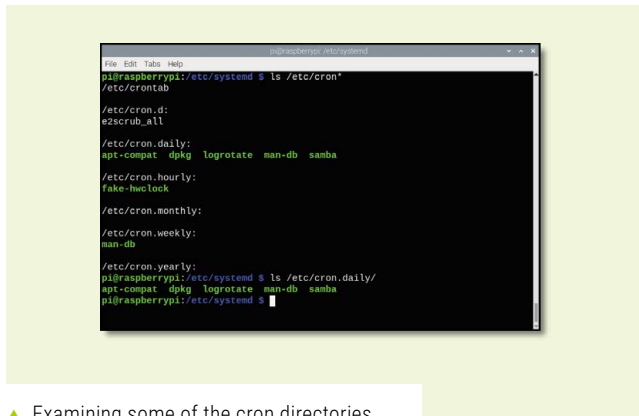 pi@raspberrypi: /etc/systemd
File Edit Tabs Help
pi@raspberrypi:/etc/systemd $ ls /etc/cron*
/etc/crontab

/etc/cron.d:
e2scrub_all

/etc/cron.daily:
apt-compat dpkg logrotate man-db samba

/etc/cron.hourly:
fake-hwclock

/etc/cron.monthly:

/etc/cron.weekly:
man-db

/etc/cron.yearly:
pi@raspberrypi:/etc/systemd $ ls /etc/cron.daily/
apt-compat dpkg logrotate man-db samba
pi@raspberrypi:/etc/systemd $
Examining some of the cron directories